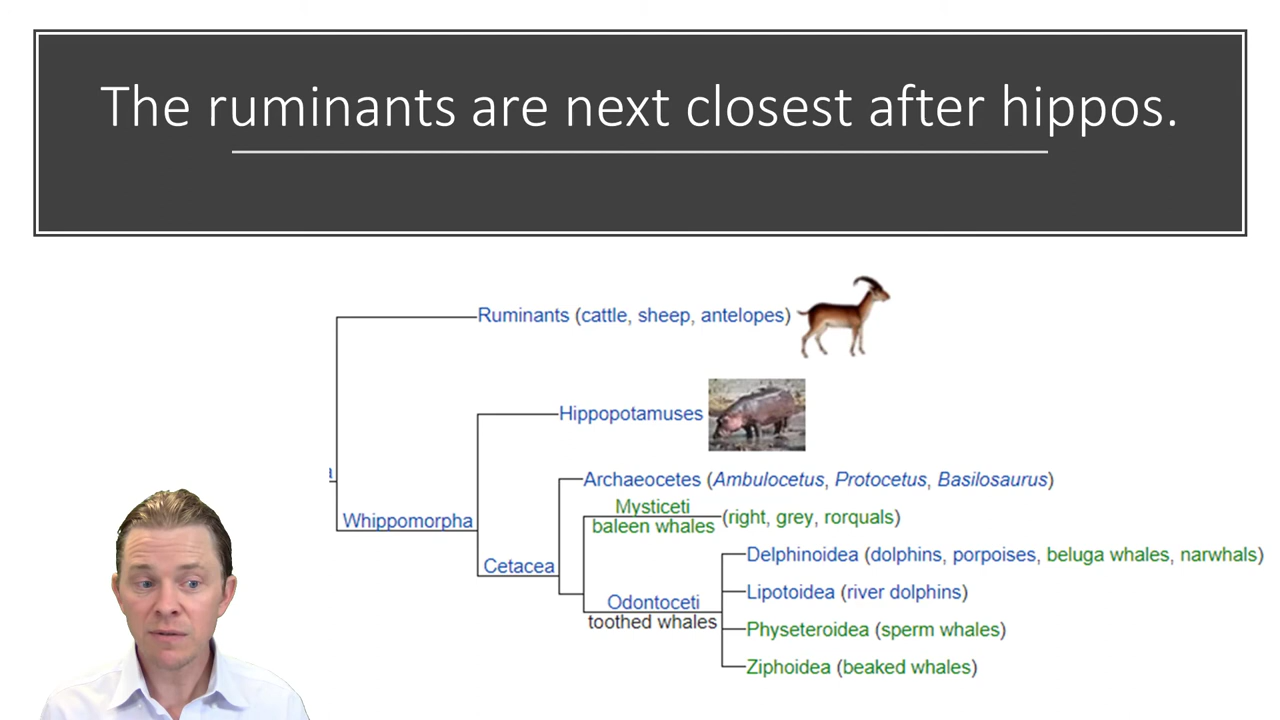 The ruminants are next closest after hippos.
Ruminants (cattle, sheep, antelopes)
Hippopotamuses
Archaeocetes (Ambulocetus, Protocetus, Basilosaurus)
Mysticeti
baleen whales (right, grey, rorquals)
Whippomorpha
Delphinoidea (dolphins, porpoises, beluga whales, narwhals)
Cetacea
Lipotoidea (river dolphins)
Odontoceti
toothed whales
Physeteroidea (sperm whales)
Ziphoidea (beaked whales)